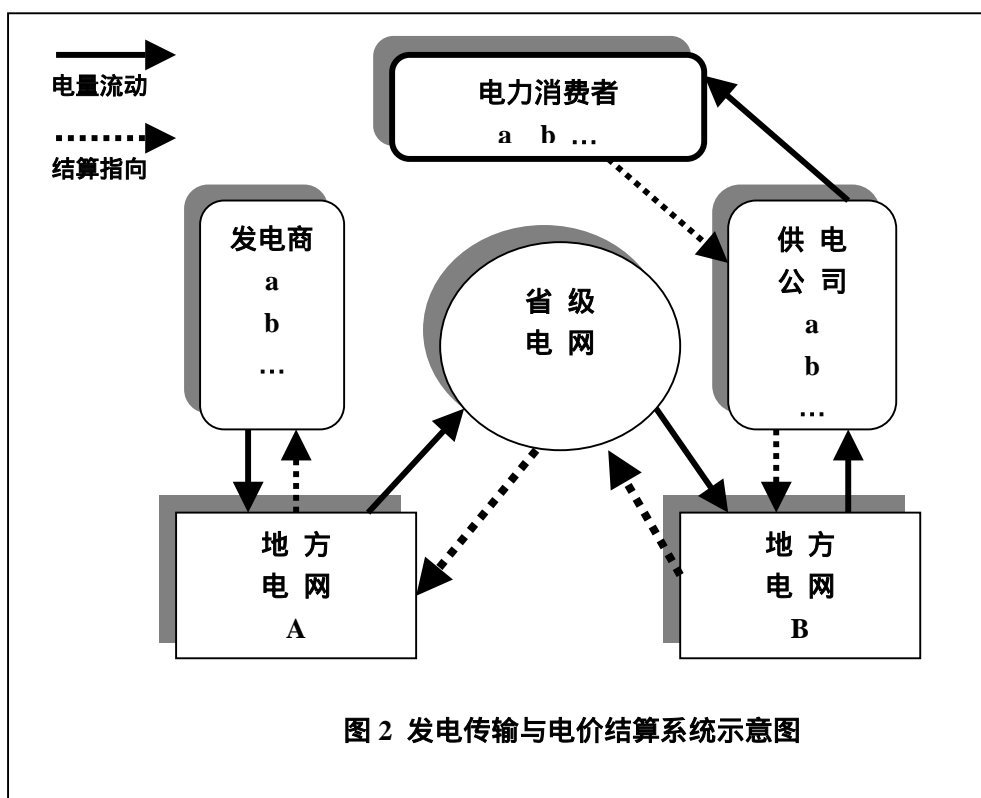 电量流动
结算指向
电力消费者
a b …
发电商
a
b
…
省 级
电 网
供 电
公 司
a
b
…
地 方
电 网
A
地 方
电 网
B
图 2 发电传输与电价结算系统示意图